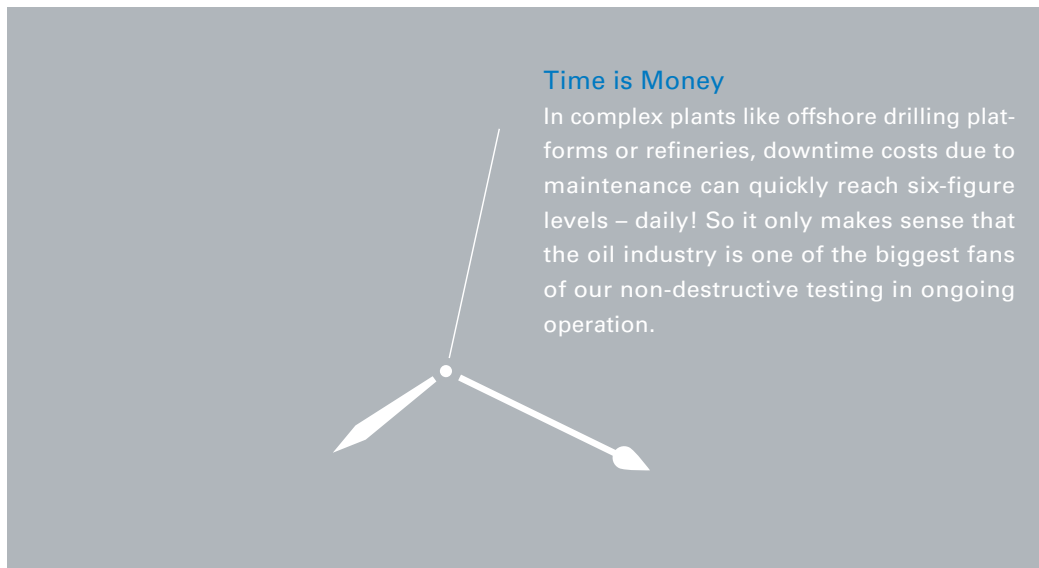 Time is Money
In complex plants like offshore drilling plat-
forms or refineries, downtime costs due to
maintenance can quickly reach six-figure
levels – daily! So it only makes sense that
the oil industry is one of the biggest fans
of our non-destructive testing in ongoing
operation.